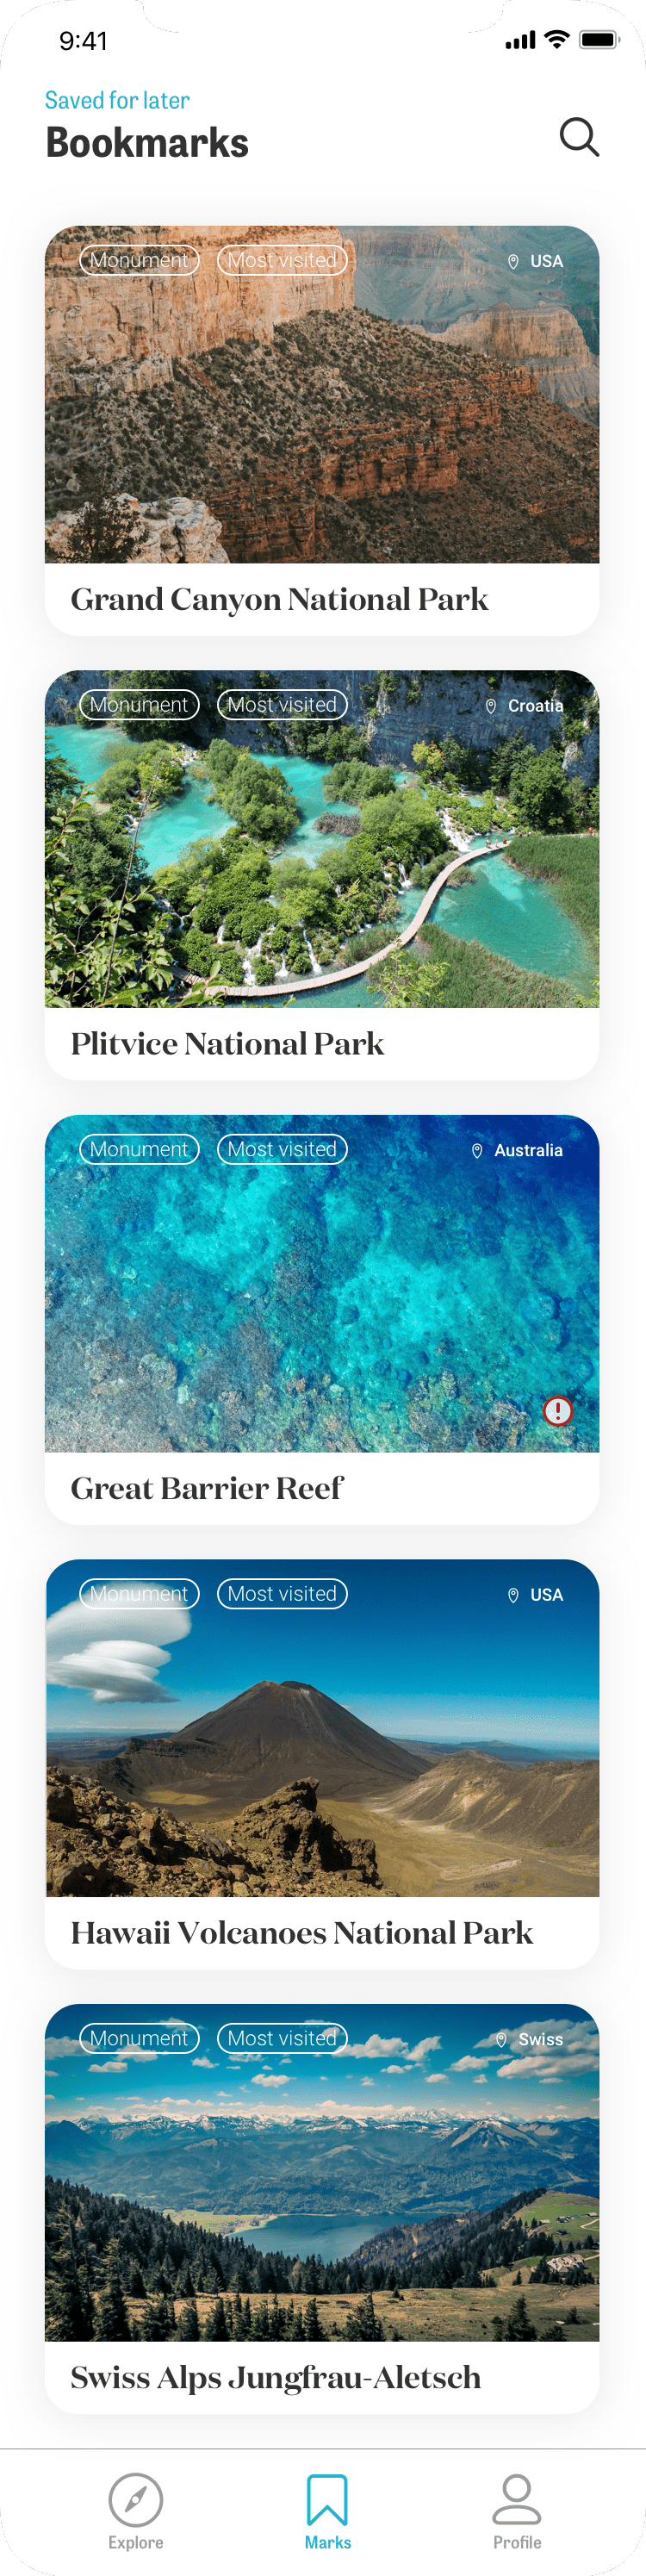 9:41
Saved for later
Bookmarks
Monument Most visited USA
Grand Canyon National Park
Monument Most visited Croatia
Plitvice National Park
Monument Most visited Australia
Great Barrier Reef
Monument Most visited USA
Hawaii Volcanoes National Park
Monument Most visited Swiss
Swiss Alps Jungfrau-Aletsch
Explore Marks Profile